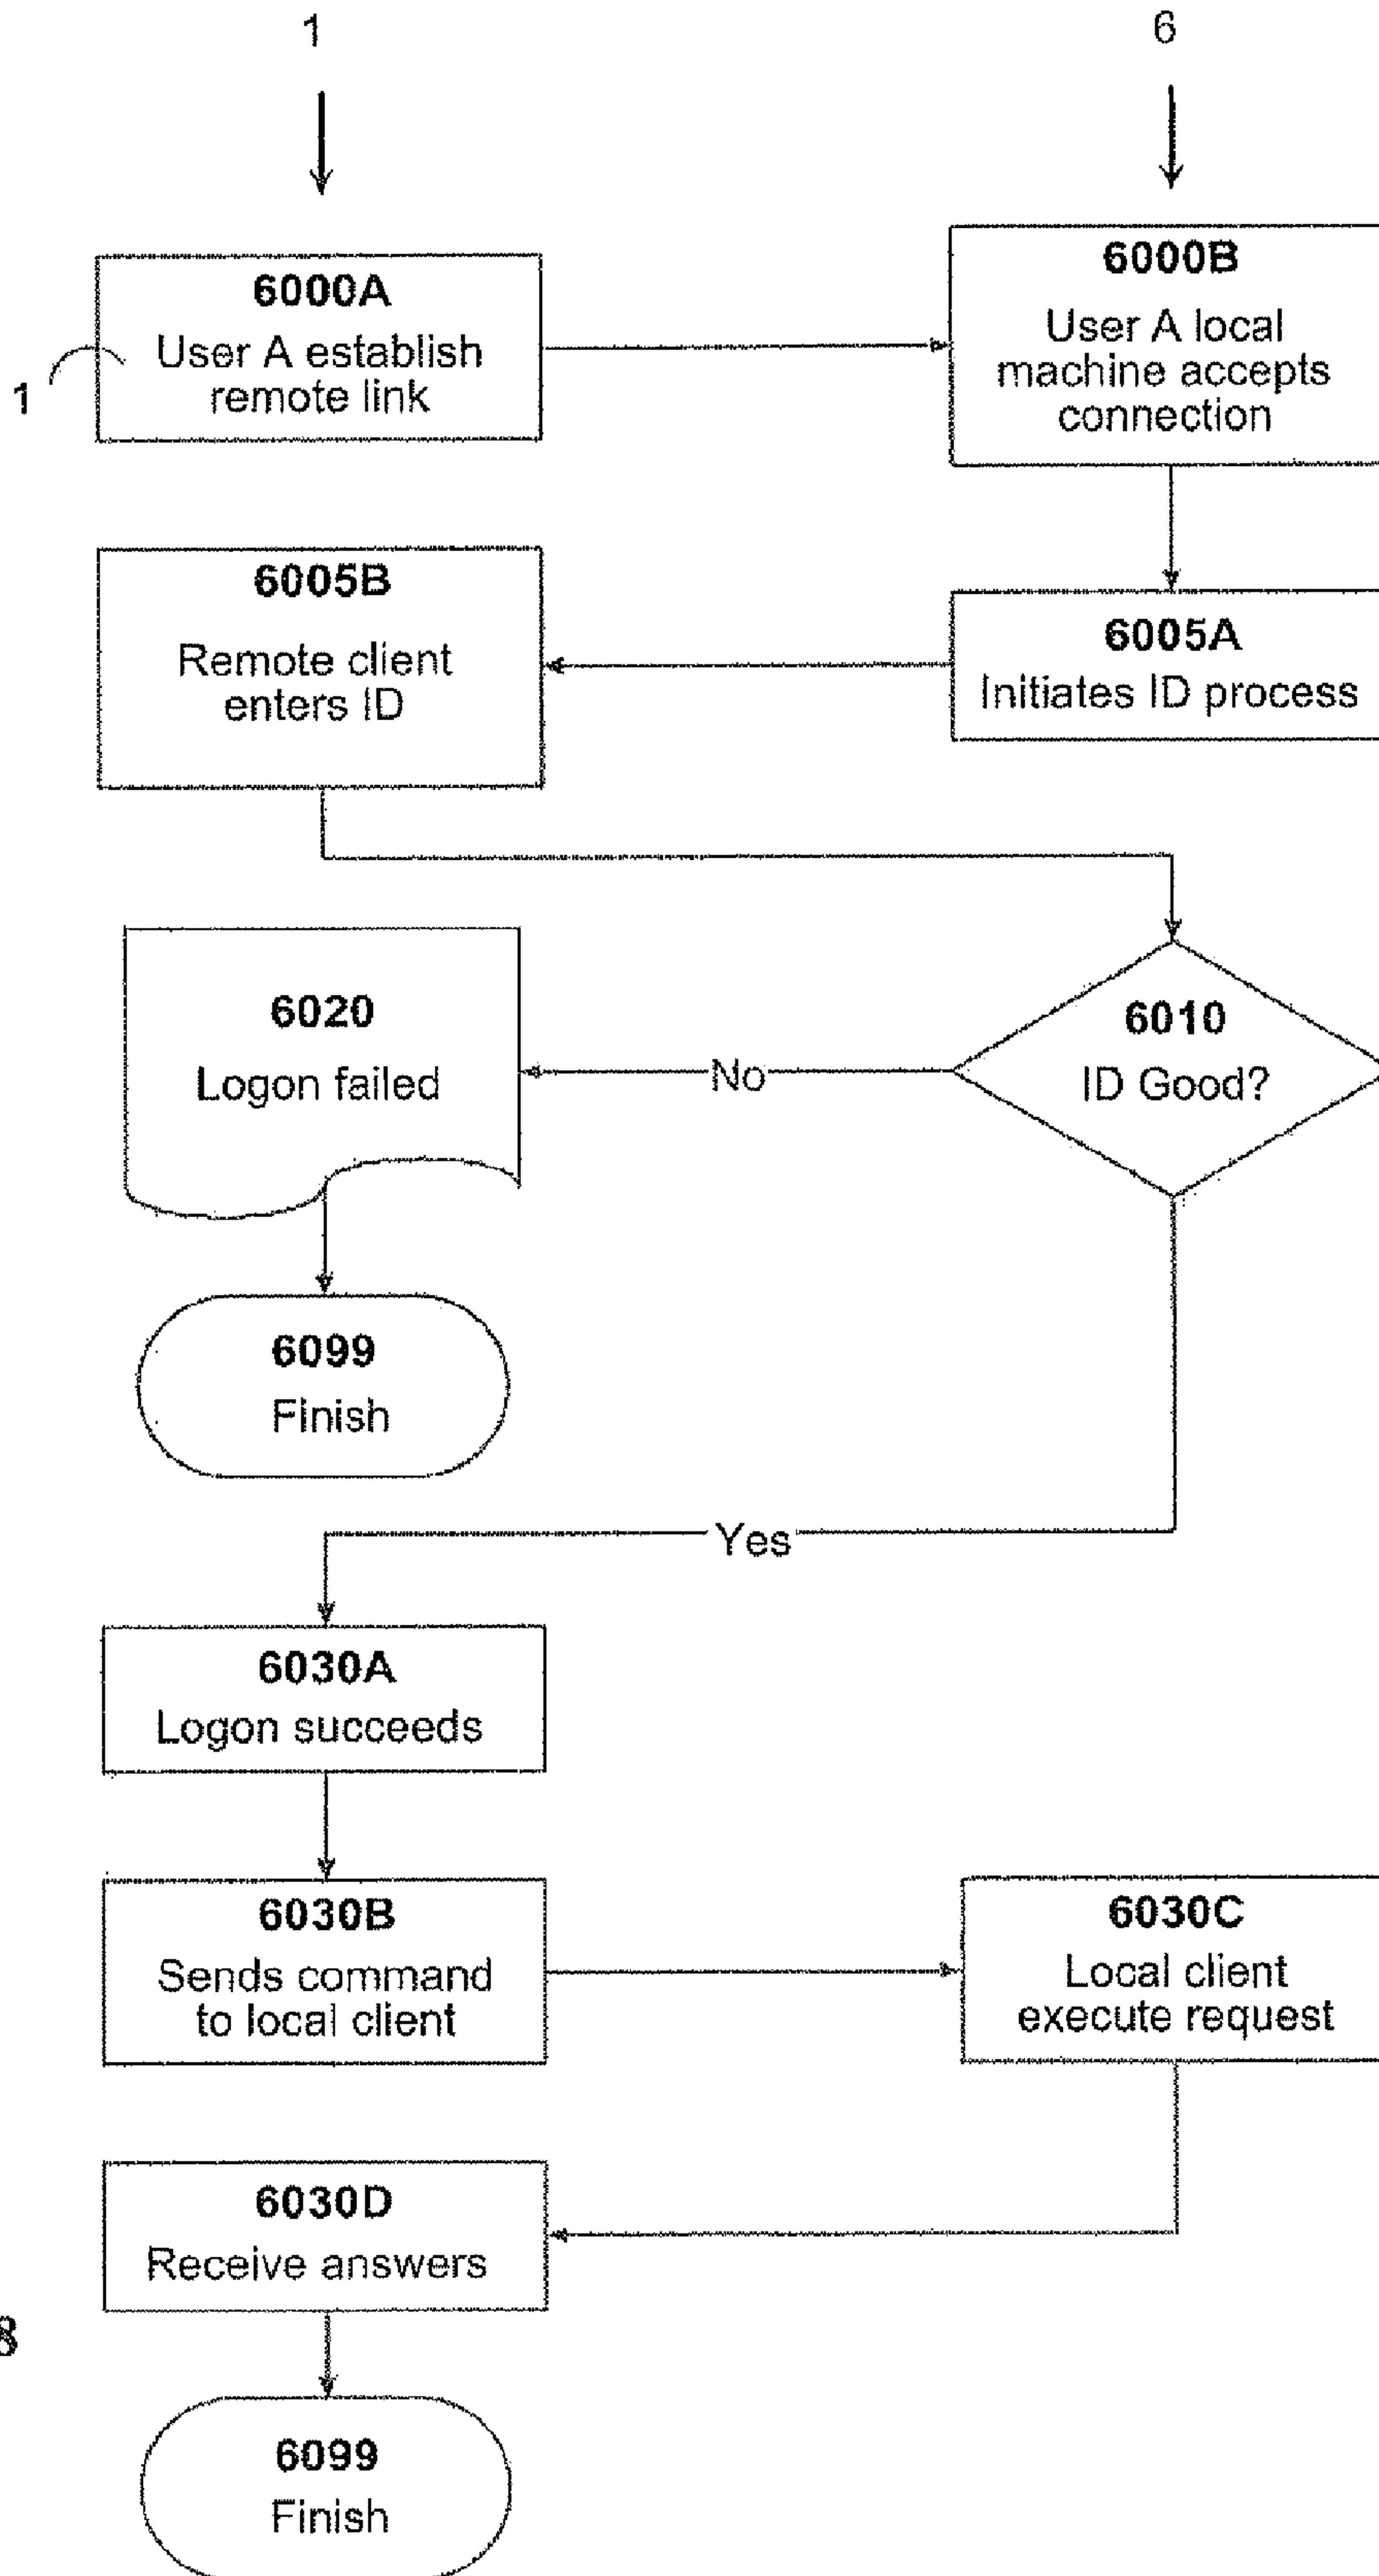 1
6
6000A
User A establish
remote link
1
6000B
User A local
machine accepts
connection
6005B
Remote client
enters ID
6005A
Initiates ID process
6020
Logon failed
No
6010
ID Good?
6099
Finish
Yes
6030A
Logon succeeds
6030B
Sends command
to local client
6030C
Local client
execute request
6030D
Receive answers
8
6099
Finish